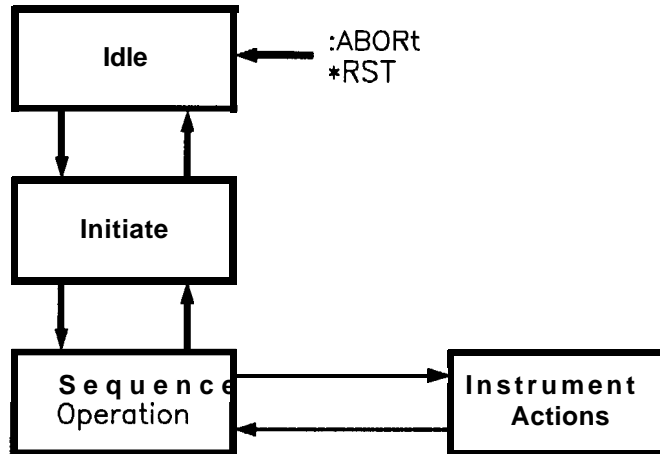 Idle
:ABORt
*RST
Initiate
Sequence
Operation
Instrument
Actions